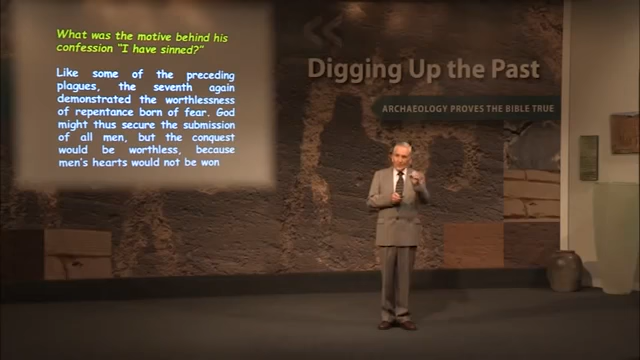 What was the motive behind his
confession "I have sinned?"
Like some of the preceding
plagues, the seventh again
demonstrated the worthlessness
of repentance born of fear. God
might thus secure the submission
of all men, but the conquest
would be worthless, because
men's hearts would not be won
Digging Up the Past
ARCHAEOLOGY PROVES THE BIBLE TRUE